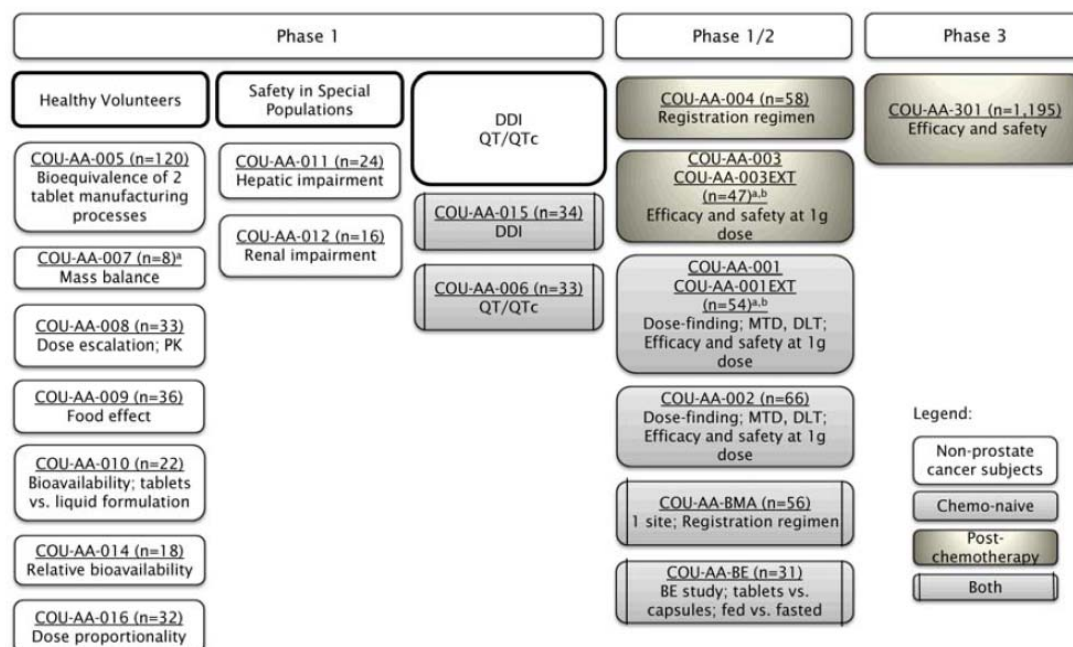 Phase 1
Phase 1/2
Phase 3
Healthy Volunteers
COU-AA-005 (n=120)
Bioequivalence of 2
tablet manufacturing
processes
COU-AA-007 (n=8)ᵃ
Mass balance
COU-AA-008 (n=33)
Dose escalation; PK
COU-AA-009 (n=36)
Food effect
COU-AA-010 (n=22)
Bioavailability; tablets
vs. liquid formulation
COU-AA-014 (n=18)
Relative bioavailability
COU-AA-016 (n=32)
Dose proportionality
Safety in Special
Populations
COU-AA-011 (n=24)
Hepatic impairment
COU-AA-012 (n=16)
Renal impairment
DDI
QT/QTc
COU-AA-015 (n=34)
DDI
COU-AA-006 (n=33)
QT/QTc
COU-AA-004 (n=58)
Registration regimen
COU-AA-003
COU-AA-003EXT
(n=47)ᵃ,ᵇ
Efficacy and safety at 1g
dose
COU-AA-001
COU-AA-001EXT
(n=54)ᵃ,ᵇ
Dose-finding; MTD, DLT;
Efficacy and safety at 1g
dose
COU-AA-002 (n=66)
Dose-finding; MTD, DLT;
Efficacy and safety at 1g
dose
COU-AA-BMA (n=56)
1 site; Registration regimen
COU-AA-BE (n=31)
BE study; tablets vs.
capsules; fed vs. fasted
COU-AA-301 (n=1,195)
Efficacy and safety
Legend:
Non-prostate
cancer subjects
Chemo-naive
Post-
chemotherapy
Both